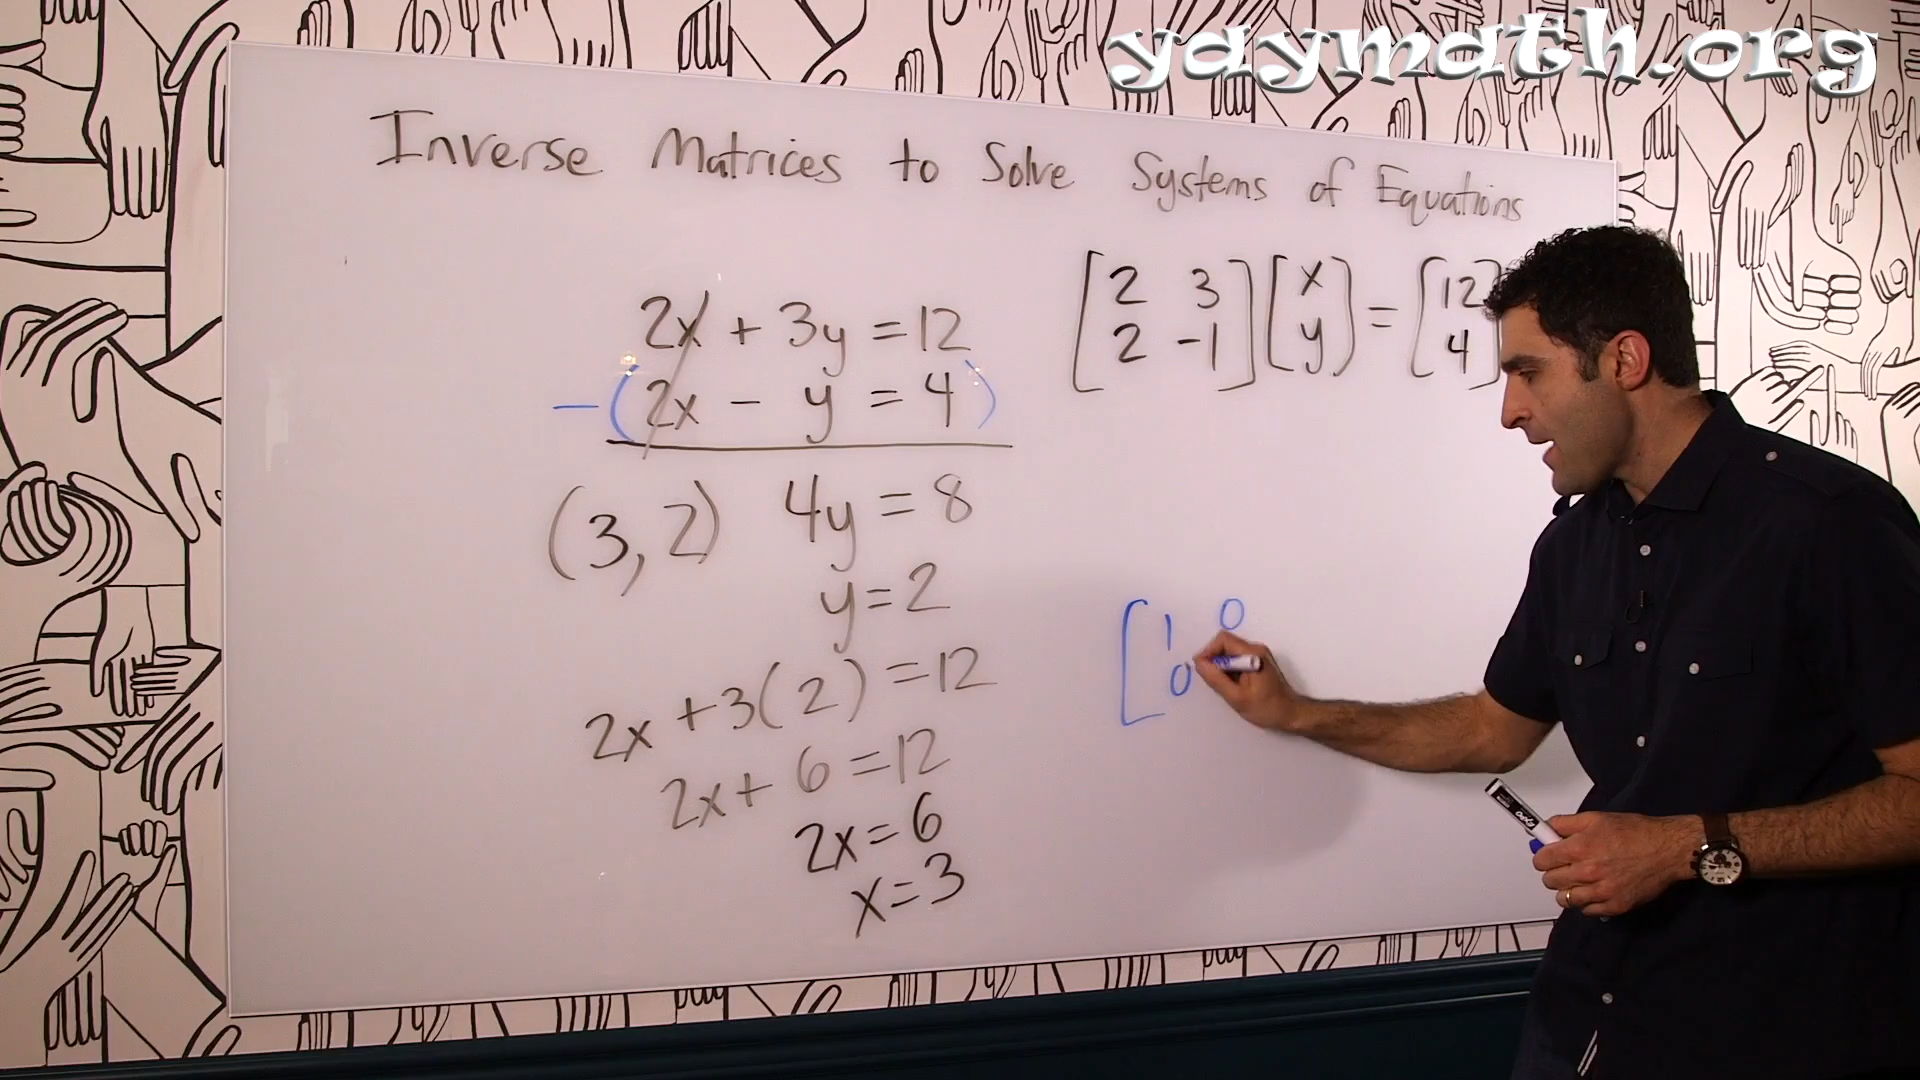 yaymath.org
Inverse Matrices to Solve Systems of Equations
2x + 3y = 12
-(2x - y = 4)
(3, 2) 4y = 8
y = 2
2x + 3(2) = 12
2x + 6 = 12
2x = 6
x = 3
[2 3] [x] = [12]
[2 -1] [y] [4]
[1 0
0
EXPO